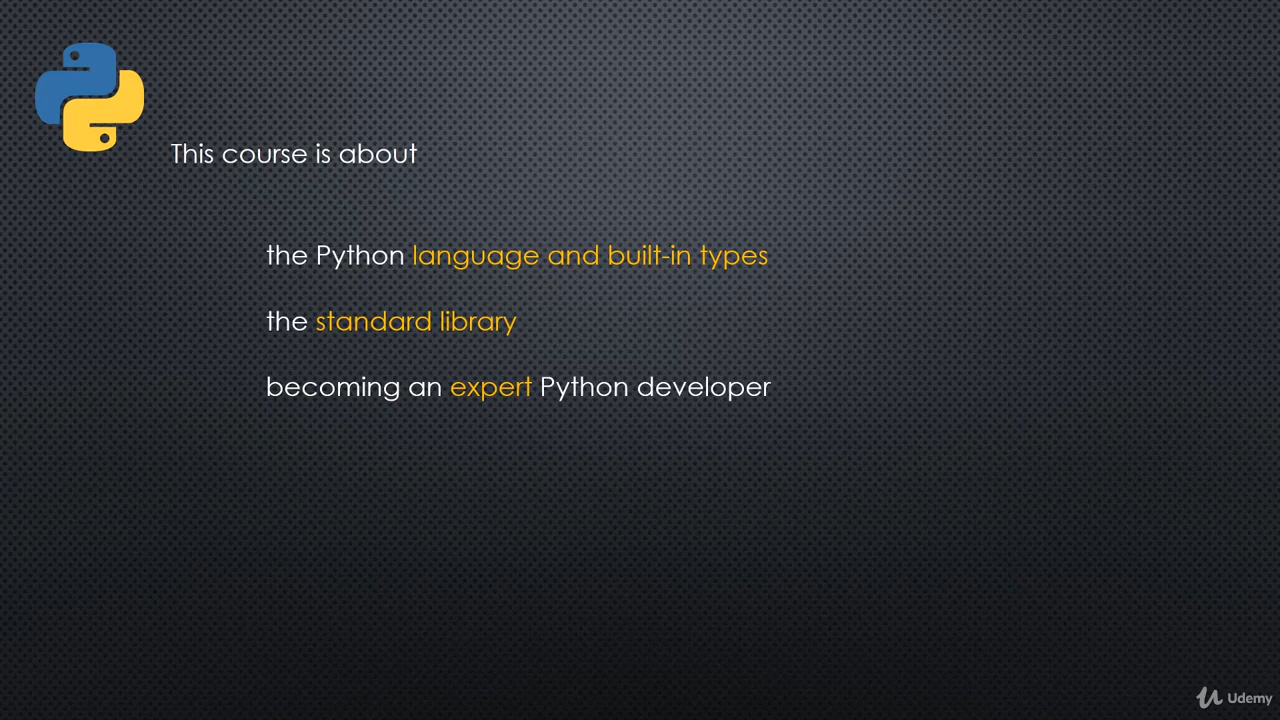 This course is about
the Python language and built-in types
the standard library
becoming an expert Python developer
Udemy